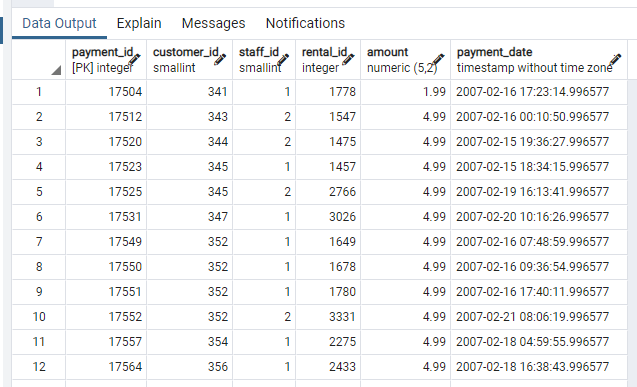 Data Output Explain Messages Notifications
payment_id customer_id staff_id rental_id amount payment_date
[PK] integer smallint smallint integer numeric (5,2) timestamp without time zone
1 17504 341 1 1778 1.99 2007-02-16 17:23:14.996577
2 17512 343 2 1547 4.99 2007-02-16 00:10:50.996577
3 17520 344 2 1475 4.99 2007-02-15 19:36:27.996577
4 17523 345 1 1457 4.99 2007-02-15 18:34:15.996577
5 17525 345 2 2766 4.99 2007-02-19 16:13:41.996577
6 17531 347 1 3026 4.99 2007-02-20 10:16:26.996577
7 17549 352 1 1649 4.99 2007-02-16 07:48:59.996577
8 17550 352 1 1678 4.99 2007-02-16 09:36:54.996577
9 17551 352 1 1780 4.99 2007-02-16 17:40:11.996577
10 17552 352 2 3331 4.99 2007-02-21 08:06:19.996577
11 17557 354 1 2275 4.99 2007-02-18 04:59:55.996577
12 17564 356 1 2433 4.99 2007-02-18 16:38:43.996577